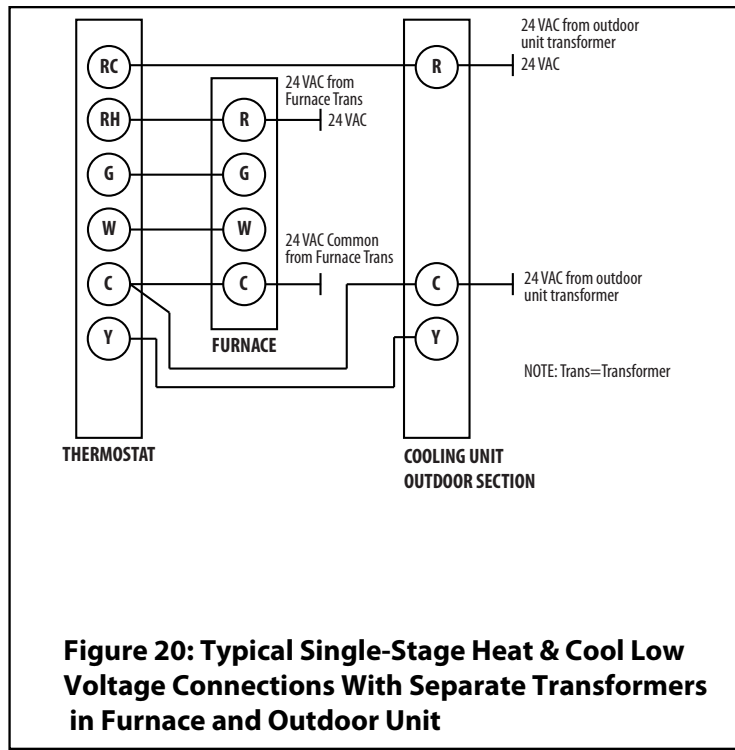 24 VAC from outdoor
unit transformer
24 VAC
RC
R
24 VAC from
Furnace Trans
24 VAC
RH
R
G
G
W
W
24 VAC Common
from Furnace Trans
C
C
C
24 VAC from outdoor
unit transformer
Y
Y
FURNACE
NOTE: Trans=Transformer
THERMOSTAT
COOLING UNIT
OUTDOOR SECTION
Figure 20: Typical Single-Stage Heat & Cool Low
Voltage Connections With Separate Transformers
in Furnace and Outdoor Unit